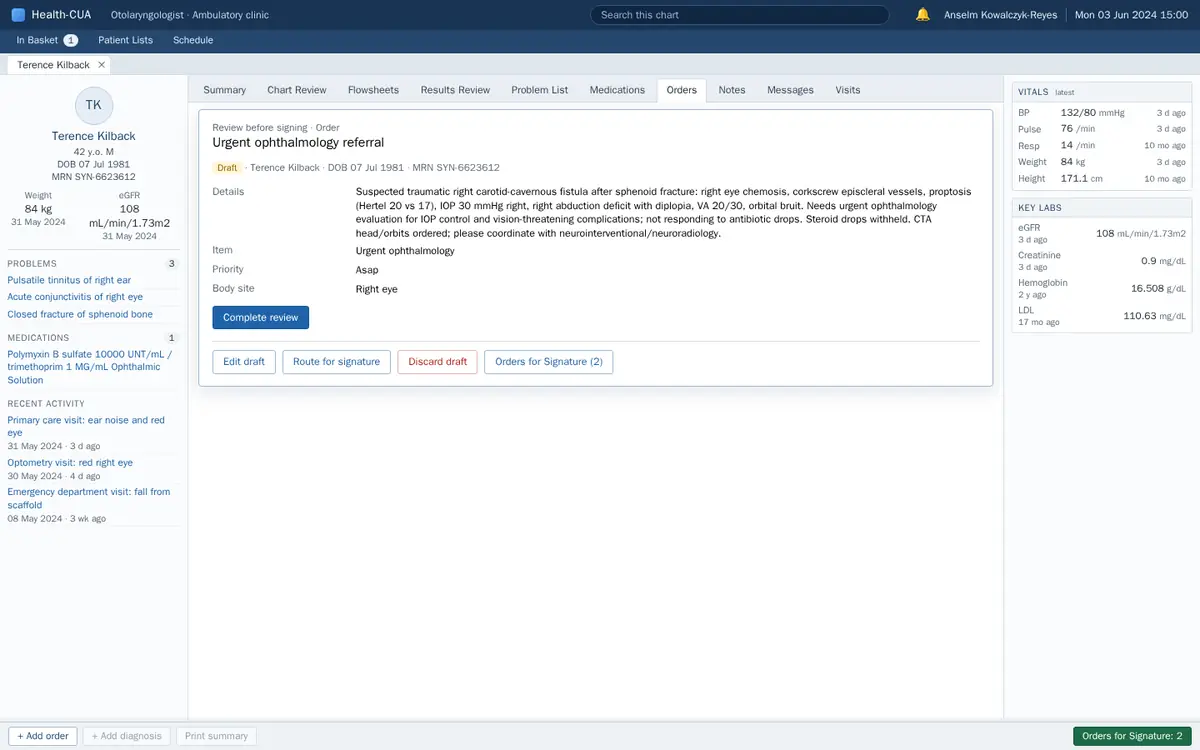 Health-CUA
Otolaryngologist · Ambulatory clinic
Search this chart
Anselm Kowalczyk-Reyes
Mon 03 Jun 2024 15:00
In Basket 1
Patient Lists
Schedule
Terence Kilback ×
TK
Terence Kilback
42 y.o. M
DOB 07 Jul 1981
MRN SYN-6623612
Weight
84 kg
31 May 2024
eGFR
108
mL/min/1.73m2
31 May 2024
PROBLEMS 3
Pulsatile tinnitus of right ear
Acute conjunctivitis of right eye
Closed fracture of sphenoid bone
MEDICATIONS 1
Polymyxin B sulfate 10000 UNT/mL /
trimethoprim 1 MG/mL Ophthalmic
Solution
RECENT ACTIVITY
Primary care visit: ear noise and red
eye
31 May 2024 · 3 d ago
Optometry visit: red right eye
30 May 2024 · 4 d ago
Emergency department visit: fall from
scaffold
08 May 2024 · 3 wk ago
Summary
Chart Review
Flowsheets
Results Review
Problem List
Medications
Orders
Notes
Messages
Visits
Review before signing · Order
Urgent ophthalmology referral
Draft · Terence Kilback · DOB 07 Jul 1981 · MRN SYN-6623612
Details
Suspected traumatic right carotid-cavernous fistula after sphenoid fracture: right eye chemosis, corkscrew episcleral vessels, proptosis
(Hertel 20 vs 17), IOP 30 mmHg right, right abduction deficit with diplopia, VA 20/30, orbital bruit. Needs urgent ophthalmology
evaluation for IOP control and vision-threatening complications; not responding to antibiotic drops. Steroid drops withheld. CTA
head/orbits ordered; please coordinate with neurointerventional/neuroradiology.
Item
Urgent ophthalmology
Priority
Asap
Body site
Right eye
Complete review
Edit draft
Route for signature
Discard draft
Orders for Signature (2)
VITALS latest
BP 132/80 mmHg 3 d ago
Pulse 76 /min 3 d ago
Resp 14 /min 10 mo ago
Weight 84 kg 3 d ago
Height 171.1 cm 10 mo ago
KEY LABS
eGFR
3 d ago
108 mL/min/1.73m2
Creatinine
3 d ago
0.9 mg/dL
Hemoglobin
2 y ago
16.508 g/dL
LDL
17 mo ago
110.63 mg/dL
+ Add order
+ Add diagnosis
Print summary
Orders for Signature: 2